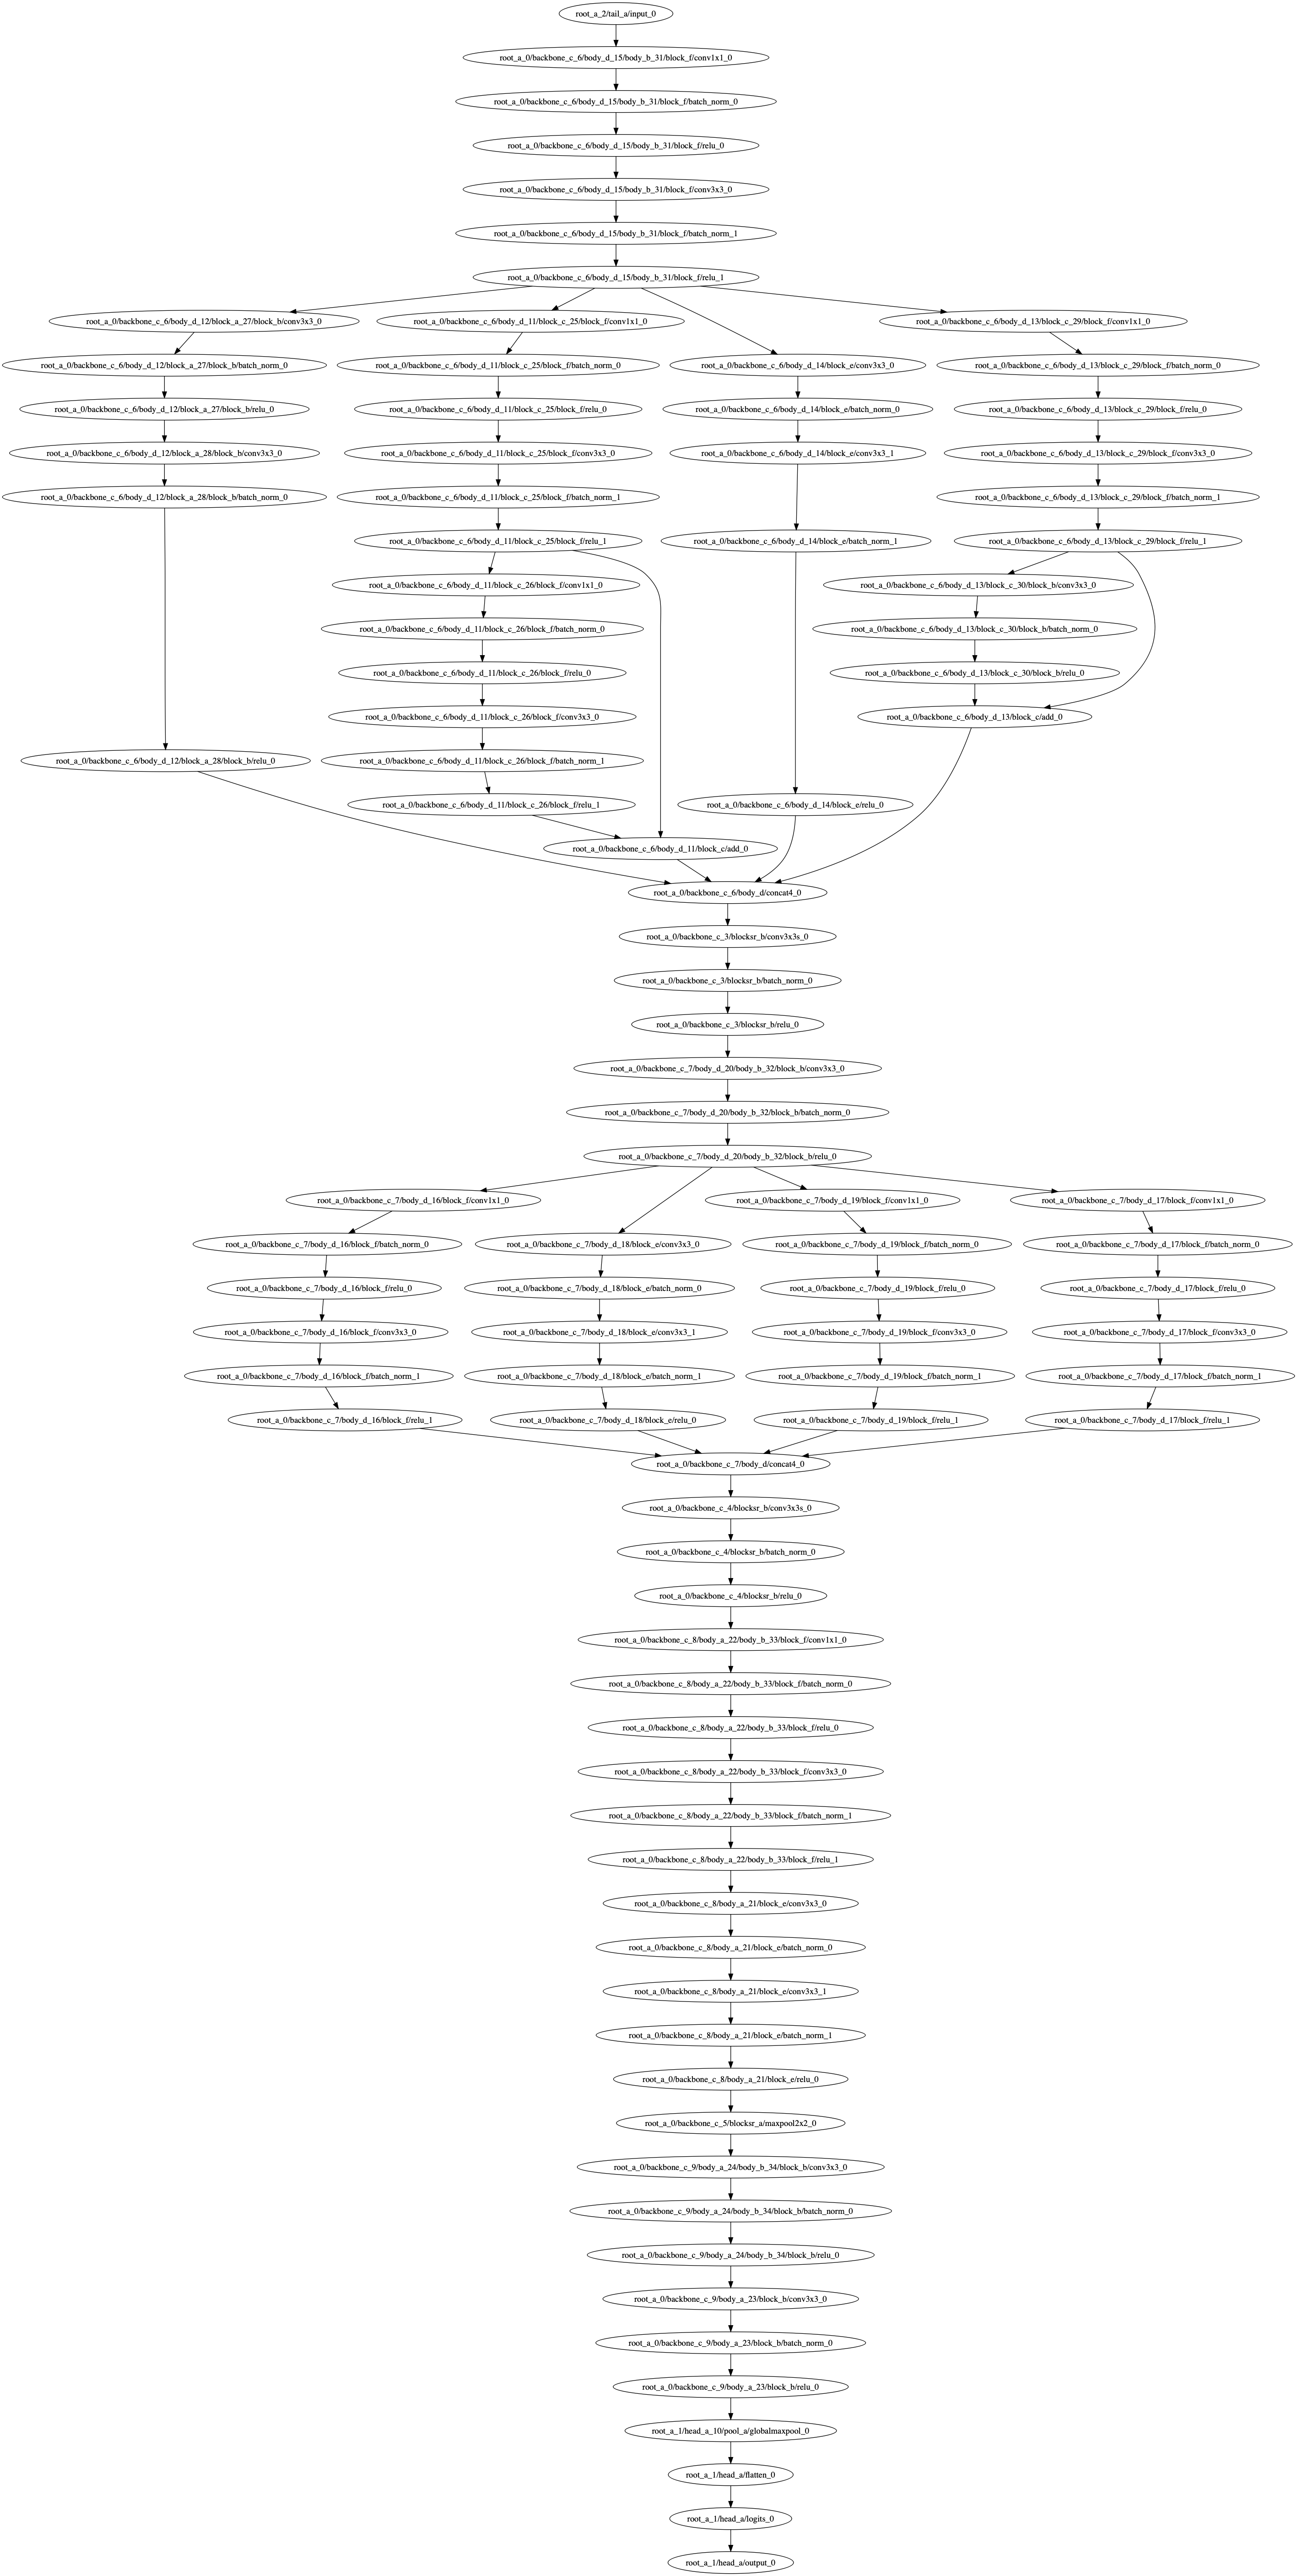 root_a_2/tail_a/input_0
root_a_0/backbone_c_6/body_d_15/body_b_31/block_f/conv1x1_0
root_a_0/backbone_c_6/body_d_15/body_b_31/block_f/batch_norm_0
root_a_0/backbone_c_6/body_d_15/body_b_31/block_f/relu_0
root_a_0/backbone_c_6/body_d_15/body_b_31/block_f/conv3x3_0
root_a_0/backbone_c_6/body_d_15/body_b_31/block_f/batch_norm_1
root_a_0/backbone_c_6/body_d_15/body_b_31/block_f/relu_1
root_a_0/backbone_c_6/body_d_12/block_a_27/block_b/conv3x3_0
root_a_0/backbone_c_6/body_d_11/block_c_25/block_f/conv1x1_0
root_a_0/backbone_c_6/body_d_13/block_c_29/block_f/conv1x1_0
root_a_0/backbone_c_6/body_d_12/block_a_27/block_b/batch_norm_0
root_a_0/backbone_c_6/body_d_11/block_c_25/block_f/batch_norm_0
root_a_0/backbone_c_6/body_d_14/block_e/conv3x3_0
root_a_0/backbone_c_6/body_d_13/block_c_29/block_f/batch_norm_0
root_a_0/backbone_c_6/body_d_12/block_a_27/block_b/relu_0
root_a_0/backbone_c_6/body_d_11/block_c_25/block_f/relu_0
root_a_0/backbone_c_6/body_d_14/block_e/batch_norm_0
root_a_0/backbone_c_6/body_d_13/block_c_29/block_f/relu_0
root_a_0/backbone_c_6/body_d_12/block_a_28/block_b/conv3x3_0
root_a_0/backbone_c_6/body_d_11/block_c_25/block_f/conv3x3_0
root_a_0/backbone_c_6/body_d_14/block_e/conv3x3_1
root_a_0/backbone_c_6/body_d_13/block_c_29/block_f/conv3x3_0
root_a_0/backbone_c_6/body_d_12/block_a_28/block_b/batch_norm_0
root_a_0/backbone_c_6/body_d_11/block_c_25/block_f/batch_norm_1
root_a_0/backbone_c_6/body_d_13/block_c_29/block_f/batch_norm_1
root_a_0/backbone_c_6/body_d_11/block_c_25/block_f/relu_1
root_a_0/backbone_c_6/body_d_14/block_e/batch_norm_1
root_a_0/backbone_c_6/body_d_13/block_c_29/block_f/relu_1
root_a_0/backbone_c_6/body_d_11/block_c_26/block_f/conv1x1_0
root_a_0/backbone_c_6/body_d_13/block_c_30/block_b/conv3x3_0
root_a_0/backbone_c_6/body_d_11/block_c_26/block_f/batch_norm_0
root_a_0/backbone_c_6/body_d_13/block_c_30/block_b/batch_norm_0
root_a_0/backbone_c_6/body_d_11/block_c_26/block_f/relu_0
root_a_0/backbone_c_6/body_d_13/block_c_30/block_b/relu_0
root_a_0/backbone_c_6/body_d_11/block_c_26/block_f/conv3x3_0
root_a_0/backbone_c_6/body_d_13/block_c/add_0
root_a_0/backbone_c_6/body_d_12/block_a_28/block_b/relu_0
root_a_0/backbone_c_6/body_d_11/block_c_26/block_f/batch_norm_1
root_a_0/backbone_c_6/body_d_11/block_c_26/block_f/relu_1
root_a_0/backbone_c_6/body_d_14/block_e/relu_0
root_a_0/backbone_c_6/body_d_11/block_c/add_0
root_a_0/backbone_c_6/body_d/concat4_0
root_a_0/backbone_c_3/blocksr_b/conv3x3s_0
root_a_0/backbone_c_3/blocksr_b/batch_norm_0
root_a_0/backbone_c_3/blocksr_b/relu_0
root_a_0/backbone_c_7/body_d_20/body_b_32/block_b/conv3x3_0
root_a_0/backbone_c_7/body_d_20/body_b_32/block_b/batch_norm_0
root_a_0/backbone_c_7/body_d_20/body_b_32/block_b/relu_0
root_a_0/backbone_c_7/body_d_16/block_f/conv1x1_0
root_a_0/backbone_c_7/body_d_19/block_f/conv1x1_0
root_a_0/backbone_c_7/body_d_17/block_f/conv1x1_0
root_a_0/backbone_c_7/body_d_16/block_f/batch_norm_0
root_a_0/backbone_c_7/body_d_18/block_e/conv3x3_0
root_a_0/backbone_c_7/body_d_19/block_f/batch_norm_0
root_a_0/backbone_c_7/body_d_17/block_f/batch_norm_0
root_a_0/backbone_c_7/body_d_16/block_f/relu_0
root_a_0/backbone_c_7/body_d_18/block_e/batch_norm_0
root_a_0/backbone_c_7/body_d_19/block_f/relu_0
root_a_0/backbone_c_7/body_d_17/block_f/relu_0
root_a_0/backbone_c_7/body_d_16/block_f/conv3x3_0
root_a_0/backbone_c_7/body_d_18/block_e/conv3x3_1
root_a_0/backbone_c_7/body_d_19/block_f/conv3x3_0
root_a_0/backbone_c_7/body_d_17/block_f/conv3x3_0
root_a_0/backbone_c_7/body_d_16/block_f/batch_norm_1
root_a_0/backbone_c_7/body_d_18/block_e/batch_norm_1
root_a_0/backbone_c_7/body_d_19/block_f/batch_norm_1
root_a_0/backbone_c_7/body_d_17/block_f/batch_norm_1
root_a_0/backbone_c_7/body_d_16/block_f/relu_1
root_a_0/backbone_c_7/body_d_18/block_e/relu_0
root_a_0/backbone_c_7/body_d_19/block_f/relu_1
root_a_0/backbone_c_7/body_d_17/block_f/relu_1
root_a_0/backbone_c_7/body_d/concat4_0
root_a_0/backbone_c_4/blocksr_b/conv3x3s_0
root_a_0/backbone_c_4/blocksr_b/batch_norm_0
root_a_0/backbone_c_4/blocksr_b/relu_0
root_a_0/backbone_c_8/body_a_22/body_b_33/block_f/conv1x1_0
root_a_0/backbone_c_8/body_a_22/body_b_33/block_f/batch_norm_0
root_a_0/backbone_c_8/body_a_22/body_b_33/block_f/relu_0
root_a_0/backbone_c_8/body_a_22/body_b_33/block_f/conv3x3_0
root_a_0/backbone_c_8/body_a_22/body_b_33/block_f/batch_norm_1
root_a_0/backbone_c_8/body_a_22/body_b_33/block_f/relu_1
root_a_0/backbone_c_8/body_a_21/block_e/conv3x3_0
root_a_0/backbone_c_8/body_a_21/block_e/batch_norm_0
root_a_0/backbone_c_8/body_a_21/block_e/conv3x3_1
root_a_0/backbone_c_8/body_a_21/block_e/batch_norm_1
root_a_0/backbone_c_8/body_a_21/block_e/relu_0
root_a_0/backbone_c_5/blocksr_a/maxpool2x2_0
root_a_0/backbone_c_9/body_a_24/body_b_34/block_b/conv3x3_0
root_a_0/backbone_c_9/body_a_24/body_b_34/block_b/batch_norm_0
root_a_0/backbone_c_9/body_a_24/body_b_34/block_b/relu_0
root_a_0/backbone_c_9/body_a_23/block_b/conv3x3_0
root_a_0/backbone_c_9/body_a_23/block_b/batch_norm_0
root_a_0/backbone_c_9/body_a_23/block_b/relu_0
root_a_1/head_a_10/pool_a/globalmaxpool_0
root_a_1/head_a/flatten_0
root_a_1/head_a/logits_0
root_a_1/head_a/output_0